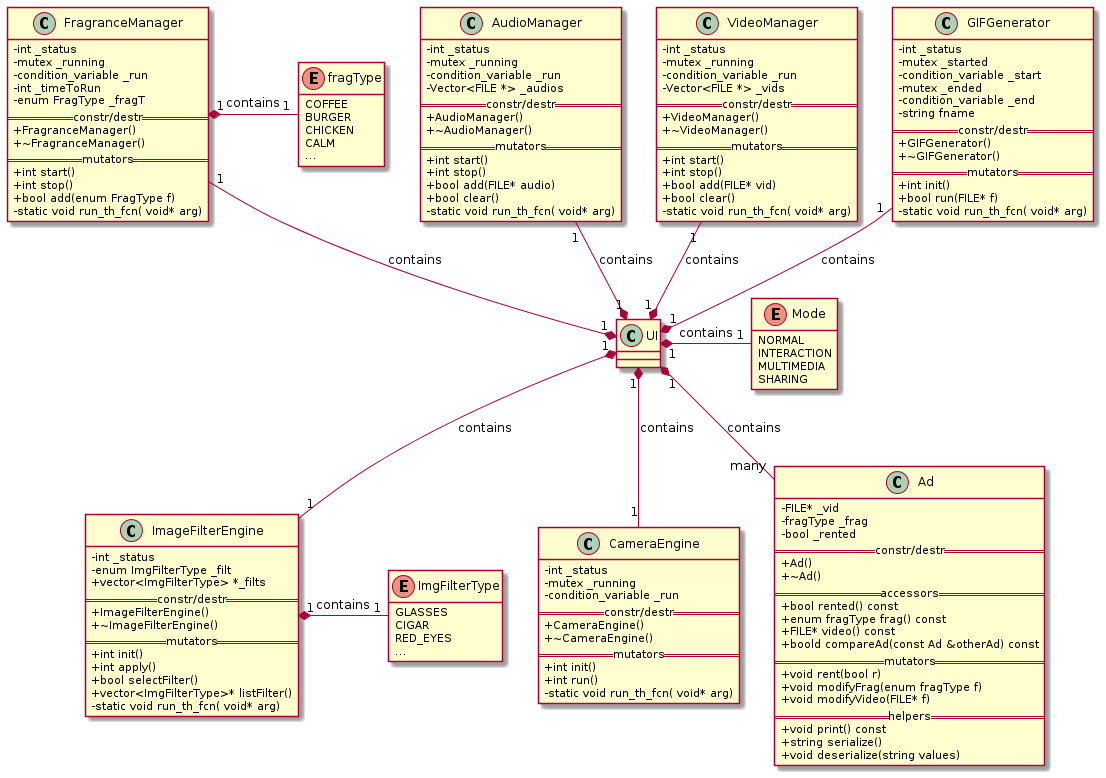 C FragranceManager
-int _status
-mutex _running
-condition_variable _run
-int _timeToRun
-enum FragType _fragT
constr/destr
+FragranceManager()
+~FragranceManager()
mutators
+int start()
+int stop()
+bool add(enum FragType f)
-static void run_th_fcn( void* arg)
1 contains 1
E fragType
COFFEE
BURGER
CHICKEN
CALM
...
C AudioManager
-int _status
-mutex _running
-condition_variable _run
-Vector<FILE *> _audios
constr/destr
+AudioManager()
+~AudioManager()
mutators
+int start()
+int stop()
+bool add(FILE* audio)
+bool clear()
-static void run_th_fcn( void* arg)
C VideoManager
-int _status
-mutex _running
-condition_variable _run
-Vector<FILE *> _vids
constr/destr
+VideoManager()
+~VideoManager()
mutators
+int start()
+int stop()
+bool add(FILE* vid)
+bool clear()
-static void run_th_fcn( void* arg)
C GIFGenerator
-int _status
-mutex _started
-condition_variable _start
-mutex _ended
-condition_variable _end
-string fname
constr/destr
+GIFGenerator()
+~GIFGenerator()
mutators
+int init()
+bool run(FILE* f)
-static void run_th_fcn( void* arg)
1
contains
1
1
contains
1
1
contains
1
1
contains
1
C UI
contains 1
1
E Mode
NORMAL
INTERACTION
MULTIMEDIA
SHARING
1
contains
1
1
contains
1
1
contains
many
C ImageFilterEngine
-int _status
-enum ImgFilterType _filt
+vector<ImgFilterType> *_filts
constr/destr
+ImageFilterEngine()
+~ImageFilterEngine()
mutators
+int init()
+int apply()
+bool selectFilter()
+vector<ImgFilterType>* listFilter()
-static void run_th_fcn( void* arg)
1 contains 1
E ImgFilterType
GLASSES
CIGAR
RED_EYES
...
C CameraEngine
-int _status
-mutex _running
-condition_variable _run
constr/destr
+CameraEngine()
+~CameraEngine()
mutators
+int init()
+int run()
-static void run_th_fcn( void* arg)
C Ad
-FILE* _vid
-fragType _frag
-bool _rented
constr/destr
+Ad()
+~Ad()
accessors
+bool rented() const
+enum fragType frag() const
+FILE* video() const
+boold compareAd(const Ad &otherAd) const
mutators
+void rent(bool r)
+void modifyFrag(enum fragType f)
+void modifyVideo(FILE* f)
helpers
+void print() const
+string serialize()
+void deserialize(string values)